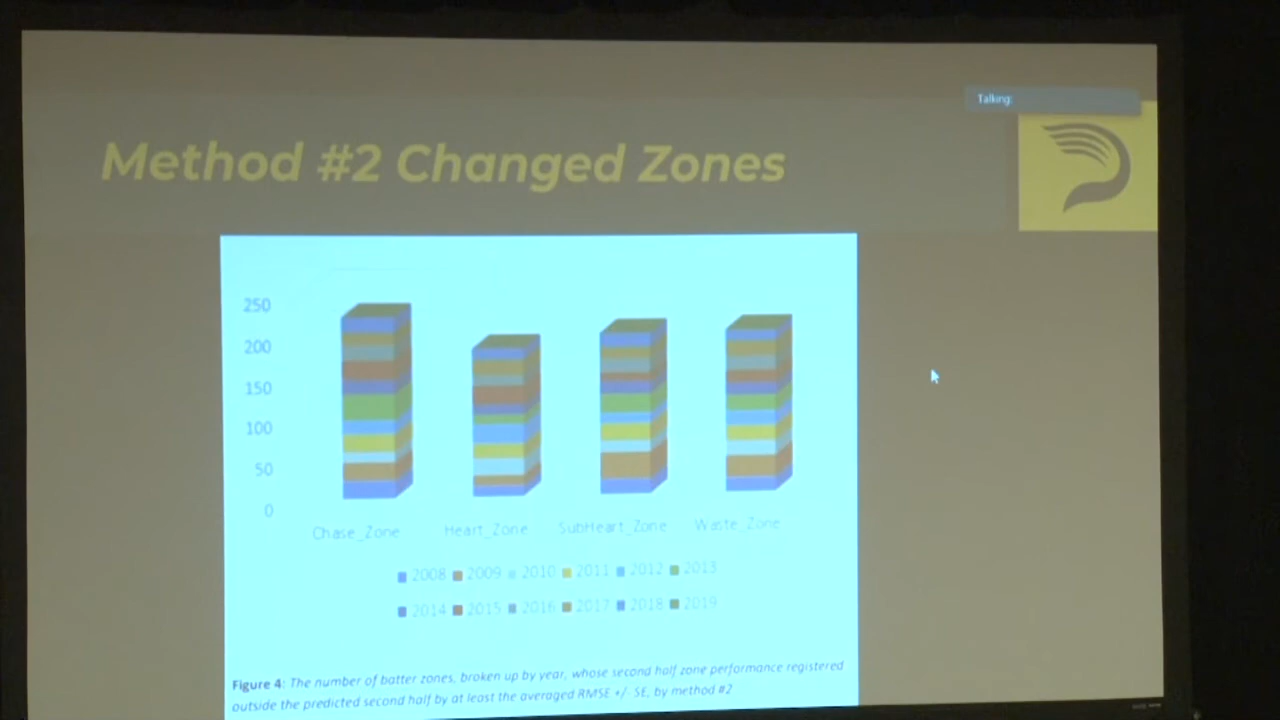 Talking:
Method #2 Changed Zones
250
200
150
100
50
0
Chase_Zone Heart_Zone SubHeart_Zone Waste_Zone
2008 2009 2010 2011 2012 2013
2014 2015 2016 2017 2018 2019
Figure 4: The number of batter zones, broken up by year, whose second half zone performance registered
outside the predicted second half by at least the averaged RMSE +/- SE, by method #2